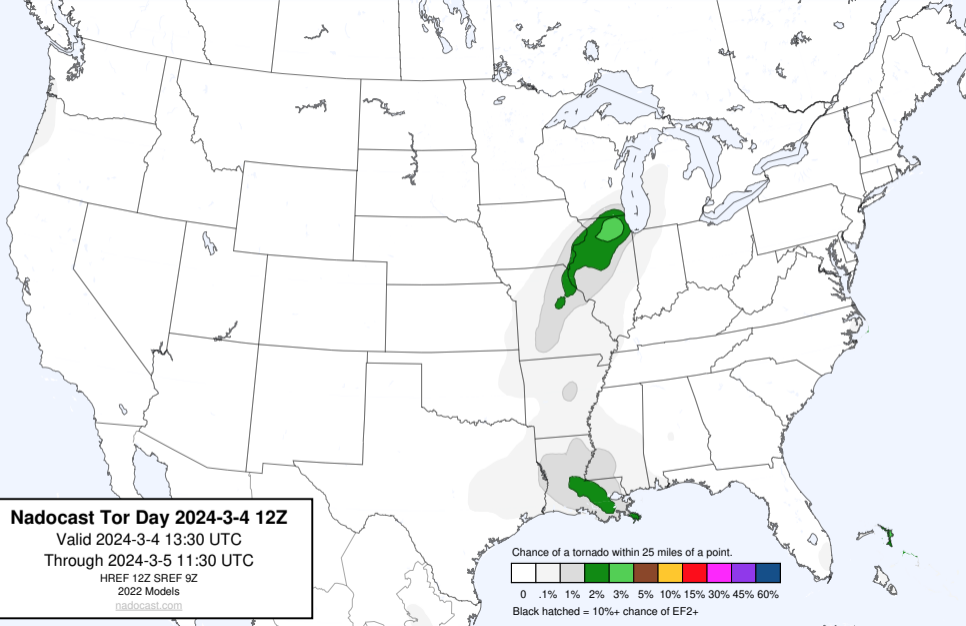 Nadocast Tor Day 2024-3-4 12Z
Valid 2024-3-4 13:30 UTC
Through 2024-3-5 11:30 UTC
HREF 12Z SREF 9Z
2022 Models
nadocast.com
Chance of a tornado within 25 miles of a point.
0 .1% 1% 2% 3% 5% 10% 15% 30% 45% 60%
Black hatched = 10%+ chance of EF2+